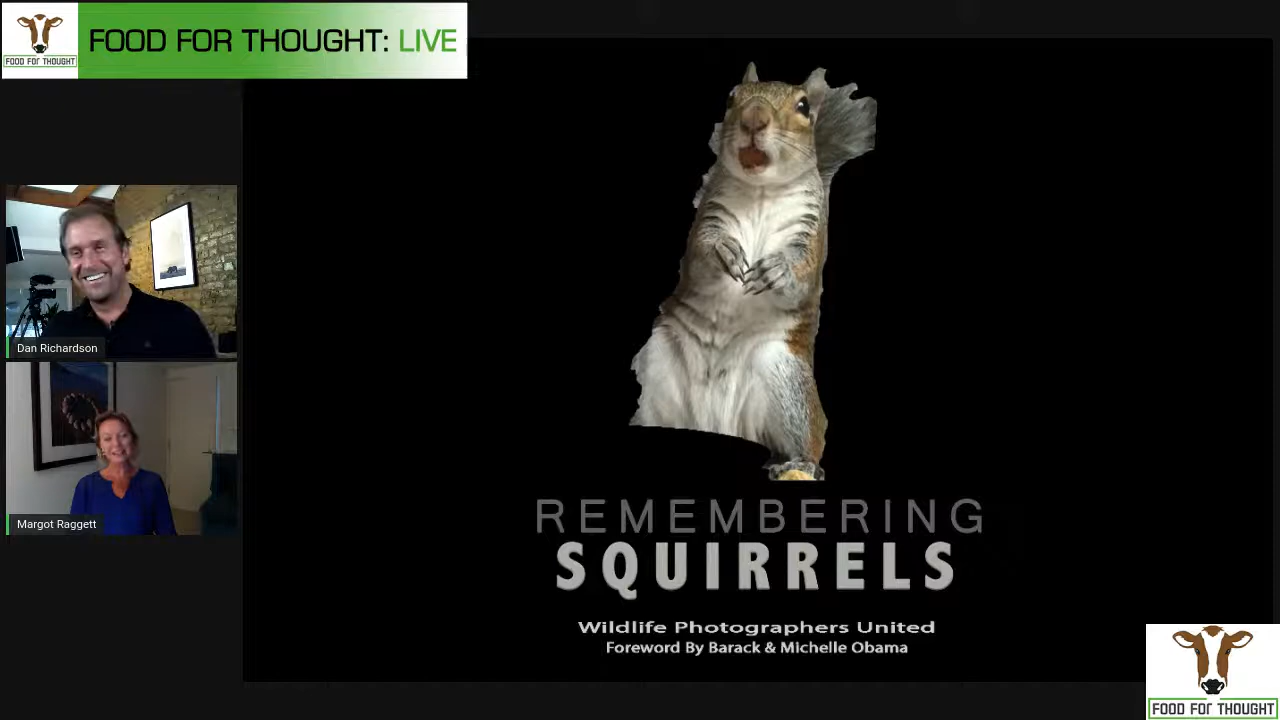 FOOD FOR THOUGHT
FOOD FOR THOUGHT: LIVE
Dan Richardson
Margot Raggett
REMEMBERING
SQUIRRELS
Wildlife Photographers United
Foreword By Barack & Michelle Obama
FOOD FOR THOUGHT